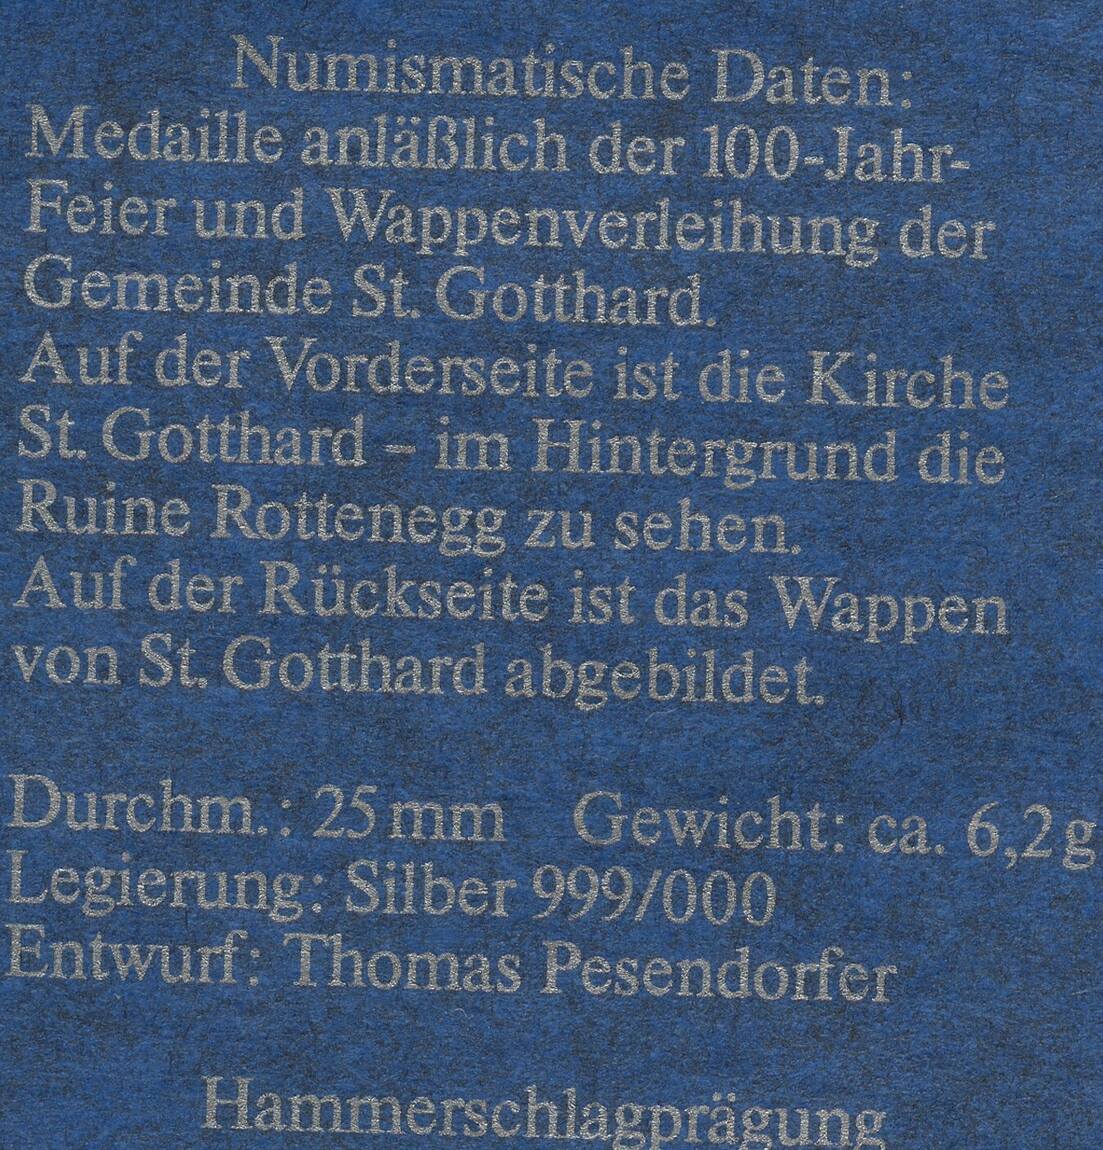 Numismatische Daten:
Medaille anläßlich der 100-Jahr-
Feier und Wappenverleihung der
Gemeinde St. Gotthard.
Auf der Vorderseite ist die Kirche
St. Gotthard – im Hintergrund die
Ruine Rottenegg zu sehen.
Auf der Rückseite ist das Wappen
von St. Gotthard abgebildet.
Durchm.: 25 mm Gewicht: ca. 6,2 g
Legierung: Silber 999/000
Entwurf: Thomas Pesendorfer
Hammerschlagprägung